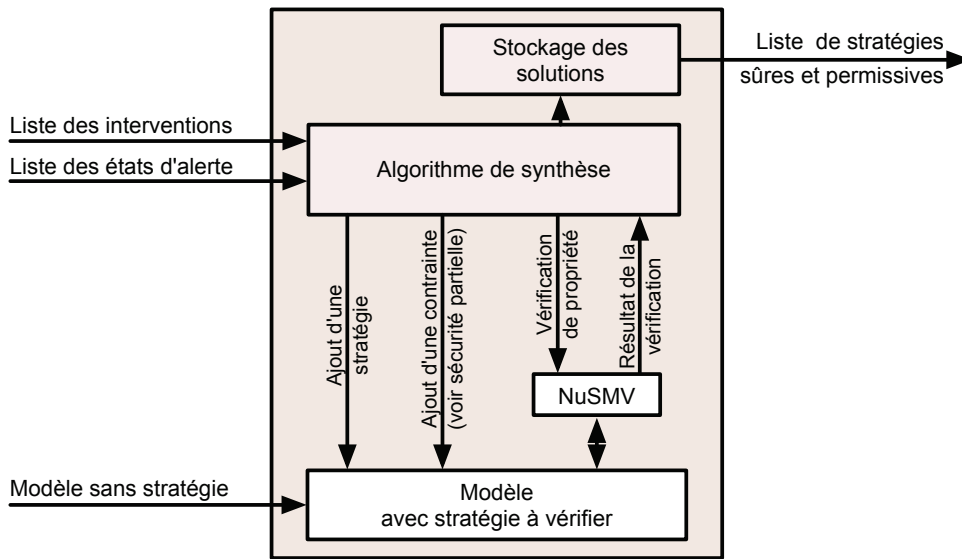 Stockage des
solutions
Liste de stratégies
sûres et permissives
Liste des interventions
Liste des états d'alerte
Algorithme de synthèse
Ajout d'une
stratégie
Ajout d'une contrainte
(voir sécurité partielle)
Vérification
de propriété
Résultat de la
vérification
NuSMV
Modèle sans stratégie
Modèle
avec stratégie à vérifier